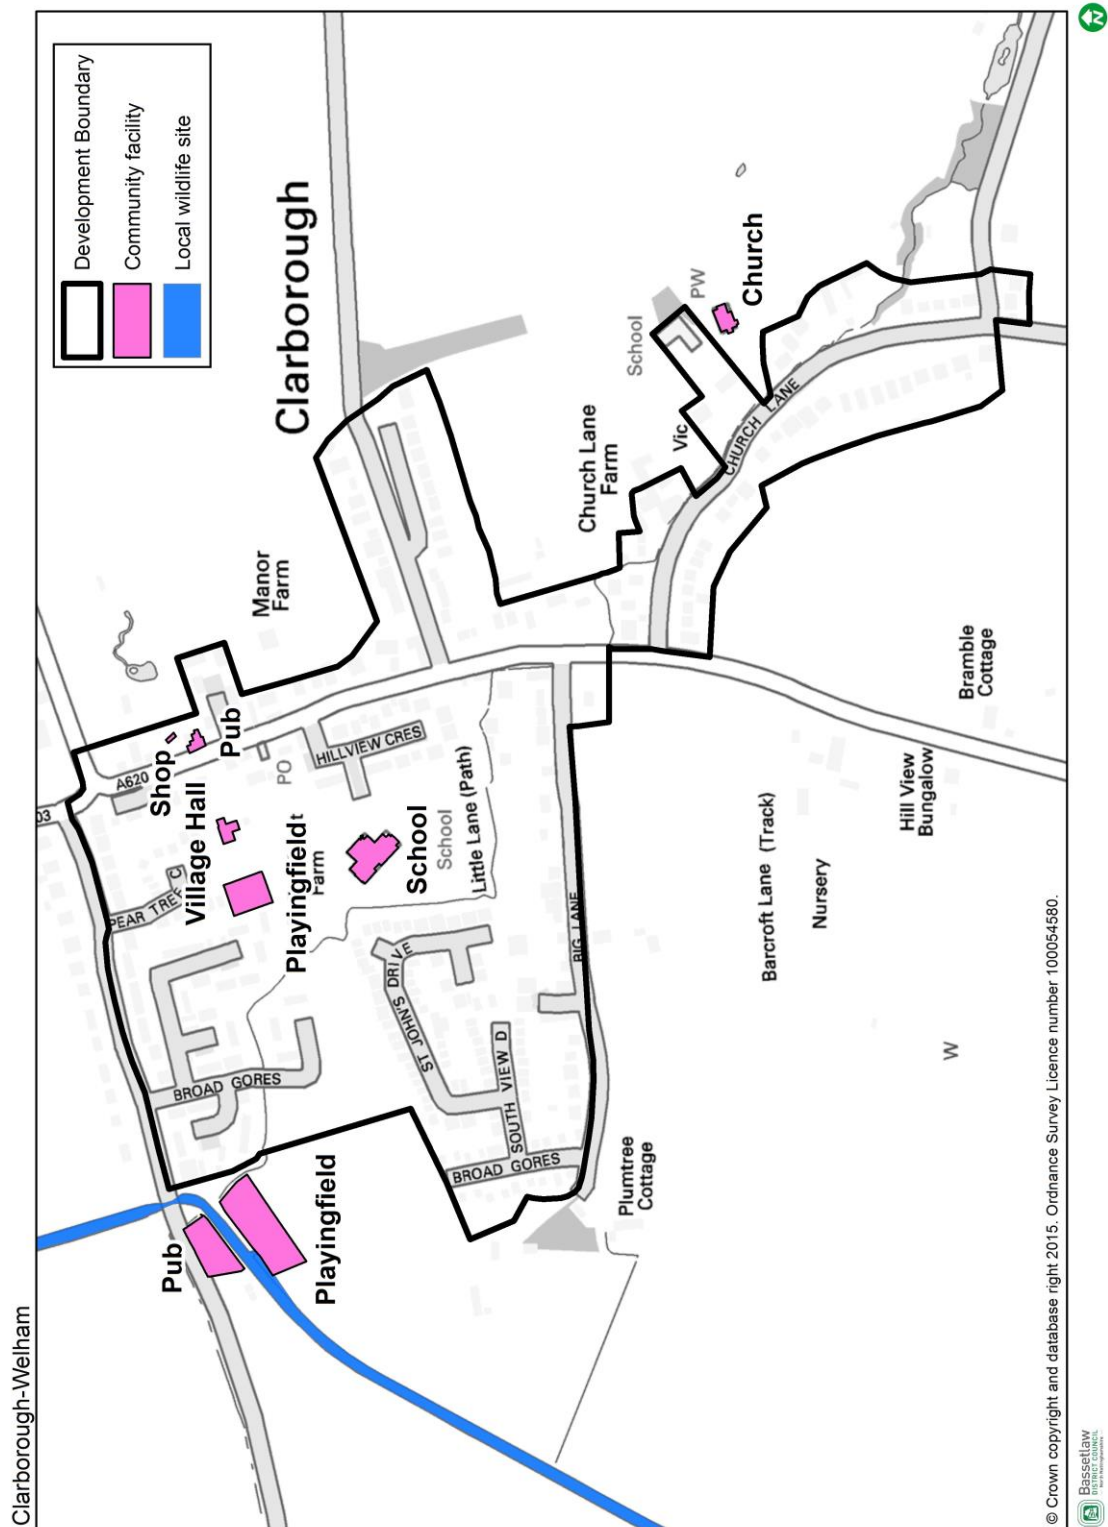 Clarborough-Welham
Development Boundary
Community facility
Local wildlife site
Clarborough
Manor
Farm
A620
03
Shop
Pub
PO
HILLVIEW CRES
Village Hall
PEAR TREE C
Playingfield
Farm
School
School
Little Lane (Path)
BROAD GORES
ST JOHN'S DRIVE
SOUTH VIEW D
BROAD GORES
BIG LANE
Pub
Playingfield
Plumtree
Cottage
Church Lane
Farm
Vic
School
PW
Church
CHURCH LANE
Bramble
Cottage
Hill View
Bungalow
Barcroft Lane (Track)
Nursery
W
© Crown copyright and database right 2015. Ordnance Survey Licence number 100054580.
Bassetlaw
DISTRICT COUNCIL
N